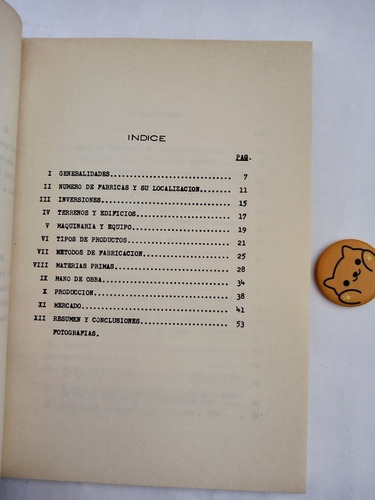 INDICE
PAG.
I GENERALIDADES........................ 7
II NUMERO DE FABRICAS Y SU LOCALIZACION....... 11
III INVERSIONES............................ 15
IV TERRENOS Y EDIFICIOS................... 17
V MAQUINARIA Y EQUIPO.................... 19
VI TIPOS DE PRODUCTOS..................... 21
VII METODOS DE FABRICACION................. 25
VIII MATERIAS PRIMAS........................ 28
IX MANO DE OBRA........................... 34
X PRODUCCION............................. 38
XI MERCADO................................ 41
XII RESUMEN Y CONCLUSIONES................. 53
FOTOGRAFIAS.